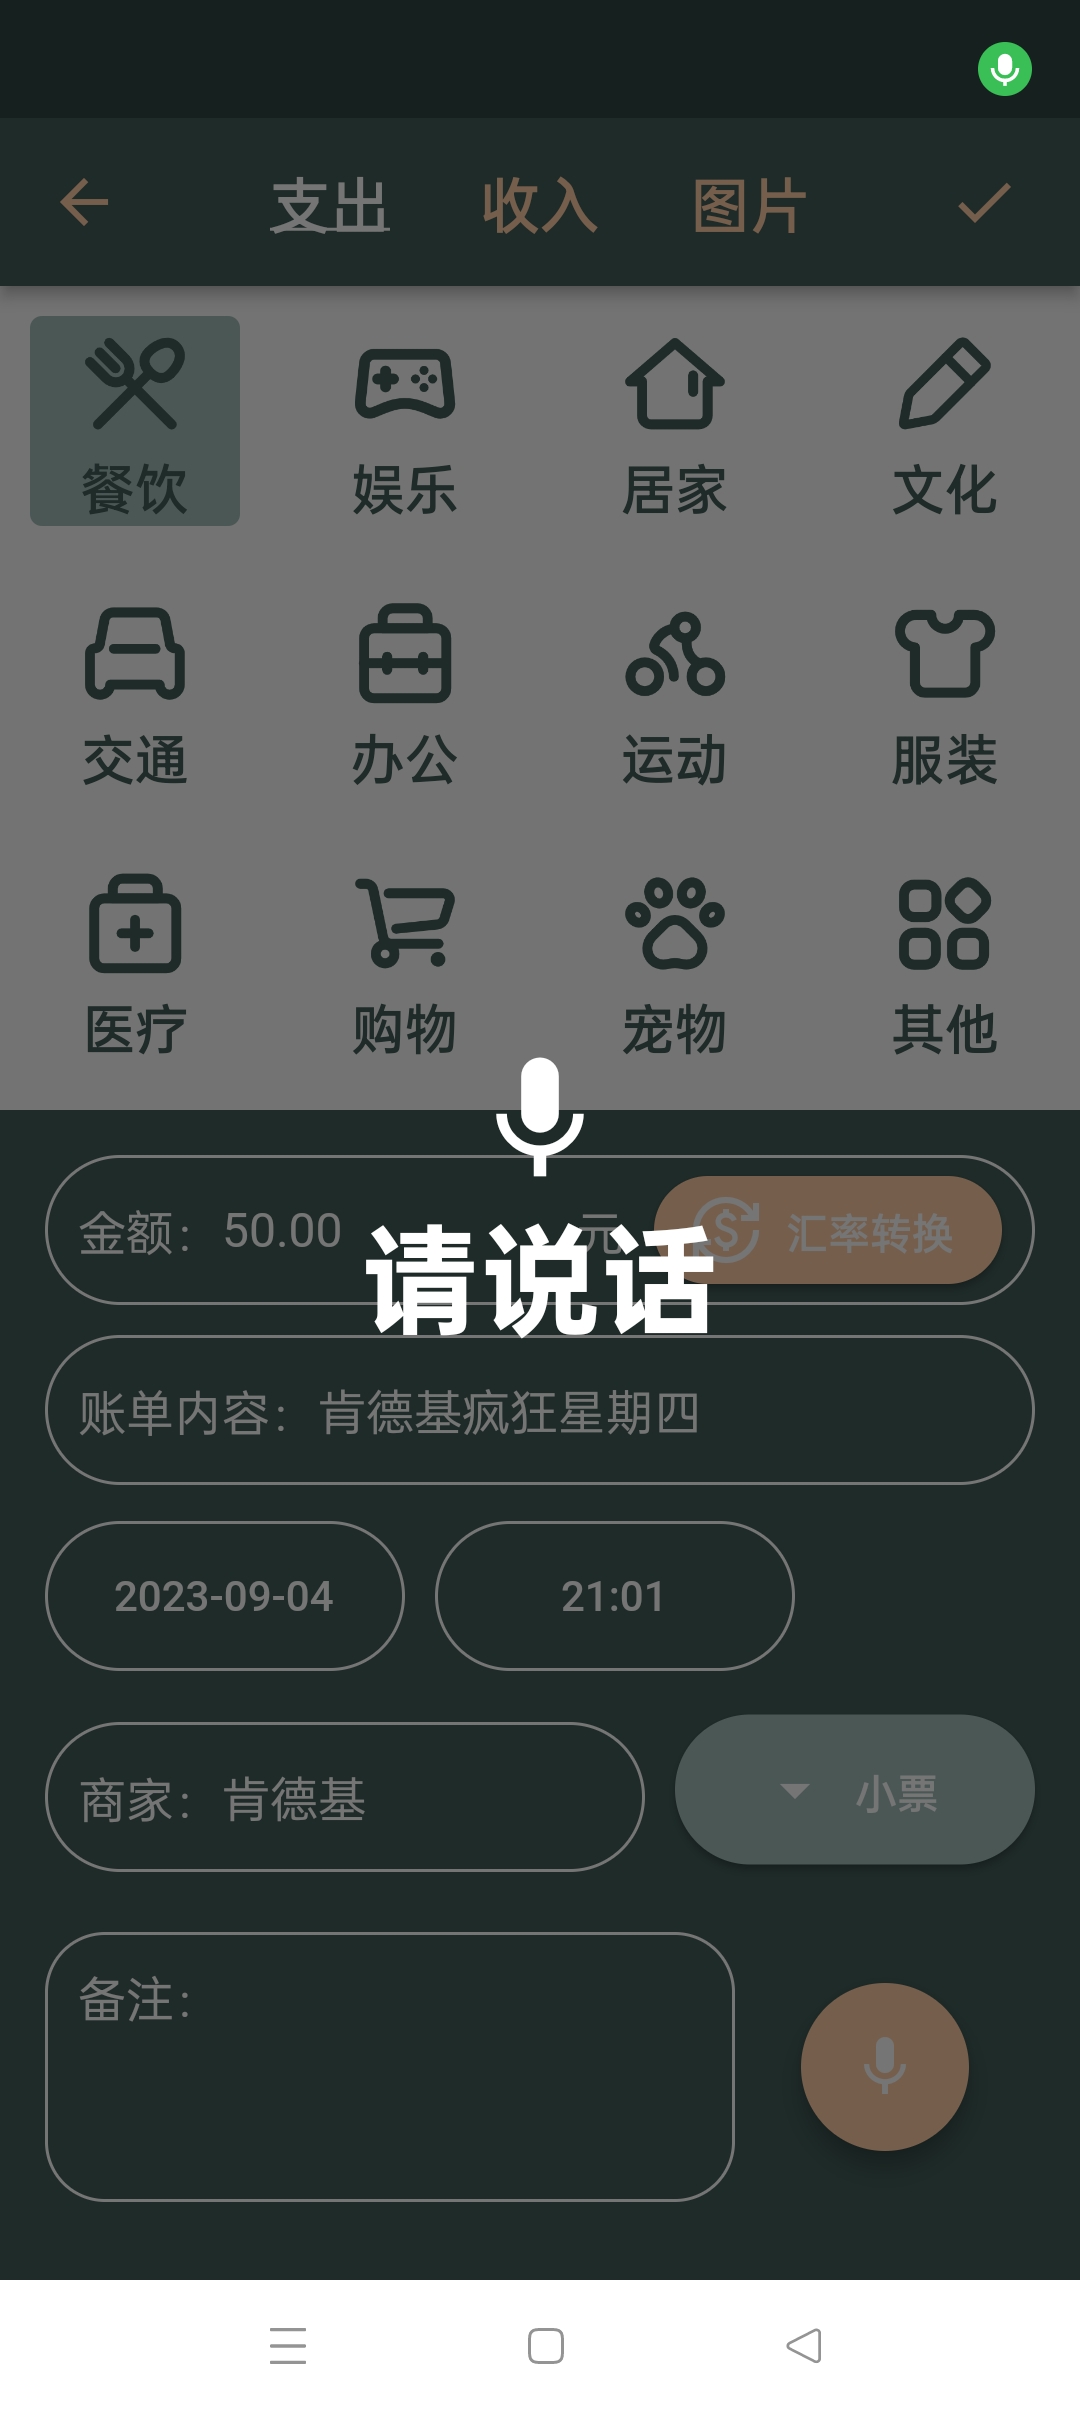 支出 收入 图片
餐饮 娱乐 居家 文化
交通 办公 运动 服装
医疗 购物 宠物 其他
金额: 50.00 元 汇率转换
请说话
账单内容: 肯德基疯狂星期四
2023-09-04 21:01
商家: 肯德基 小票
备注: